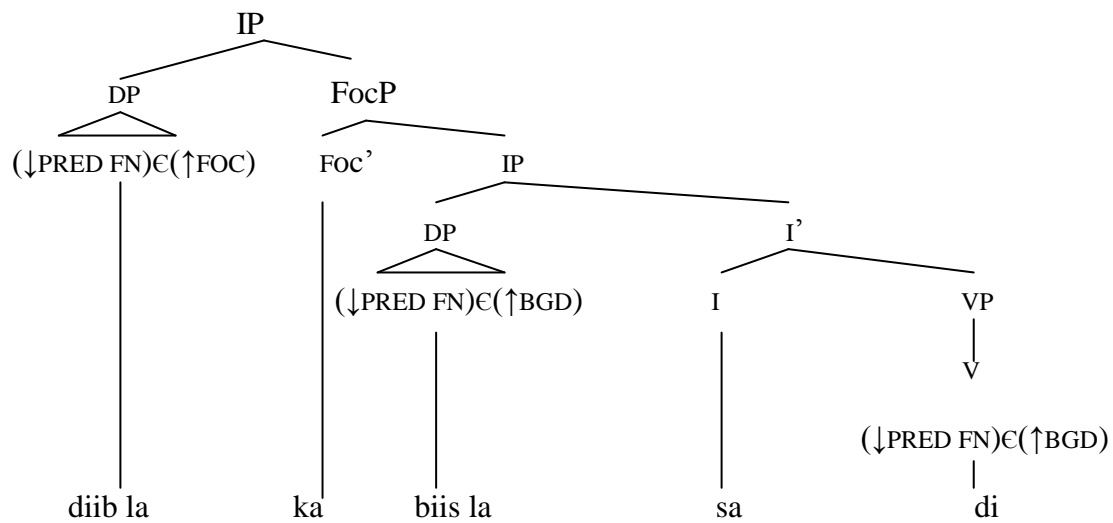 IP
DP FocP
(↓PRED FN)Є(↑FOC) Foc’ IP
DP I’
(↓PRED FN)Є(↑BGD) I VP
V
(↓PRED FN)Є(↑BGD)
diib la ka biis la sa di